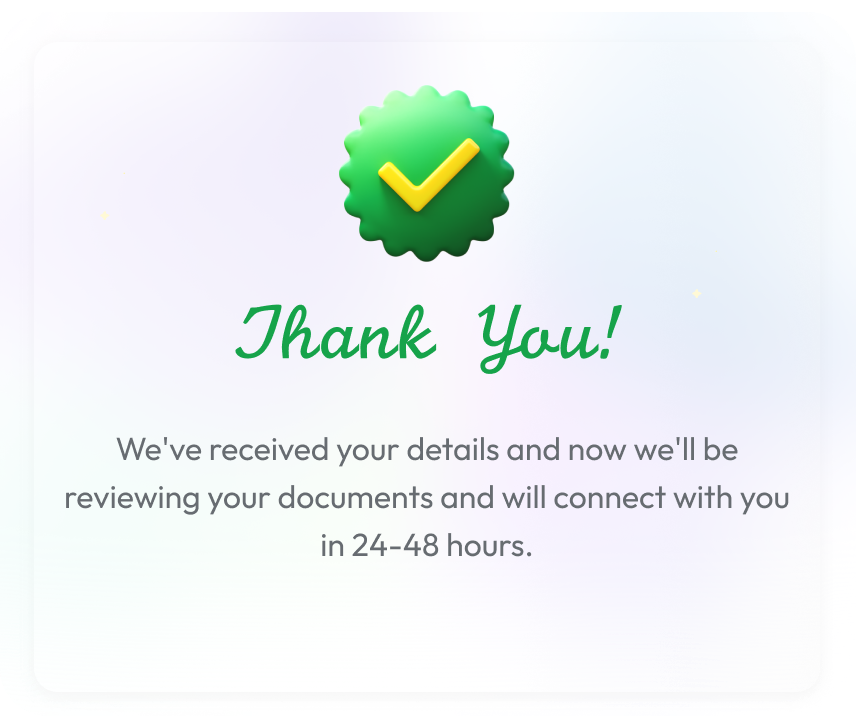 Thank You!
We've received your details and now we'll be
reviewing your documents and will connect with you
in 24-48 hours.